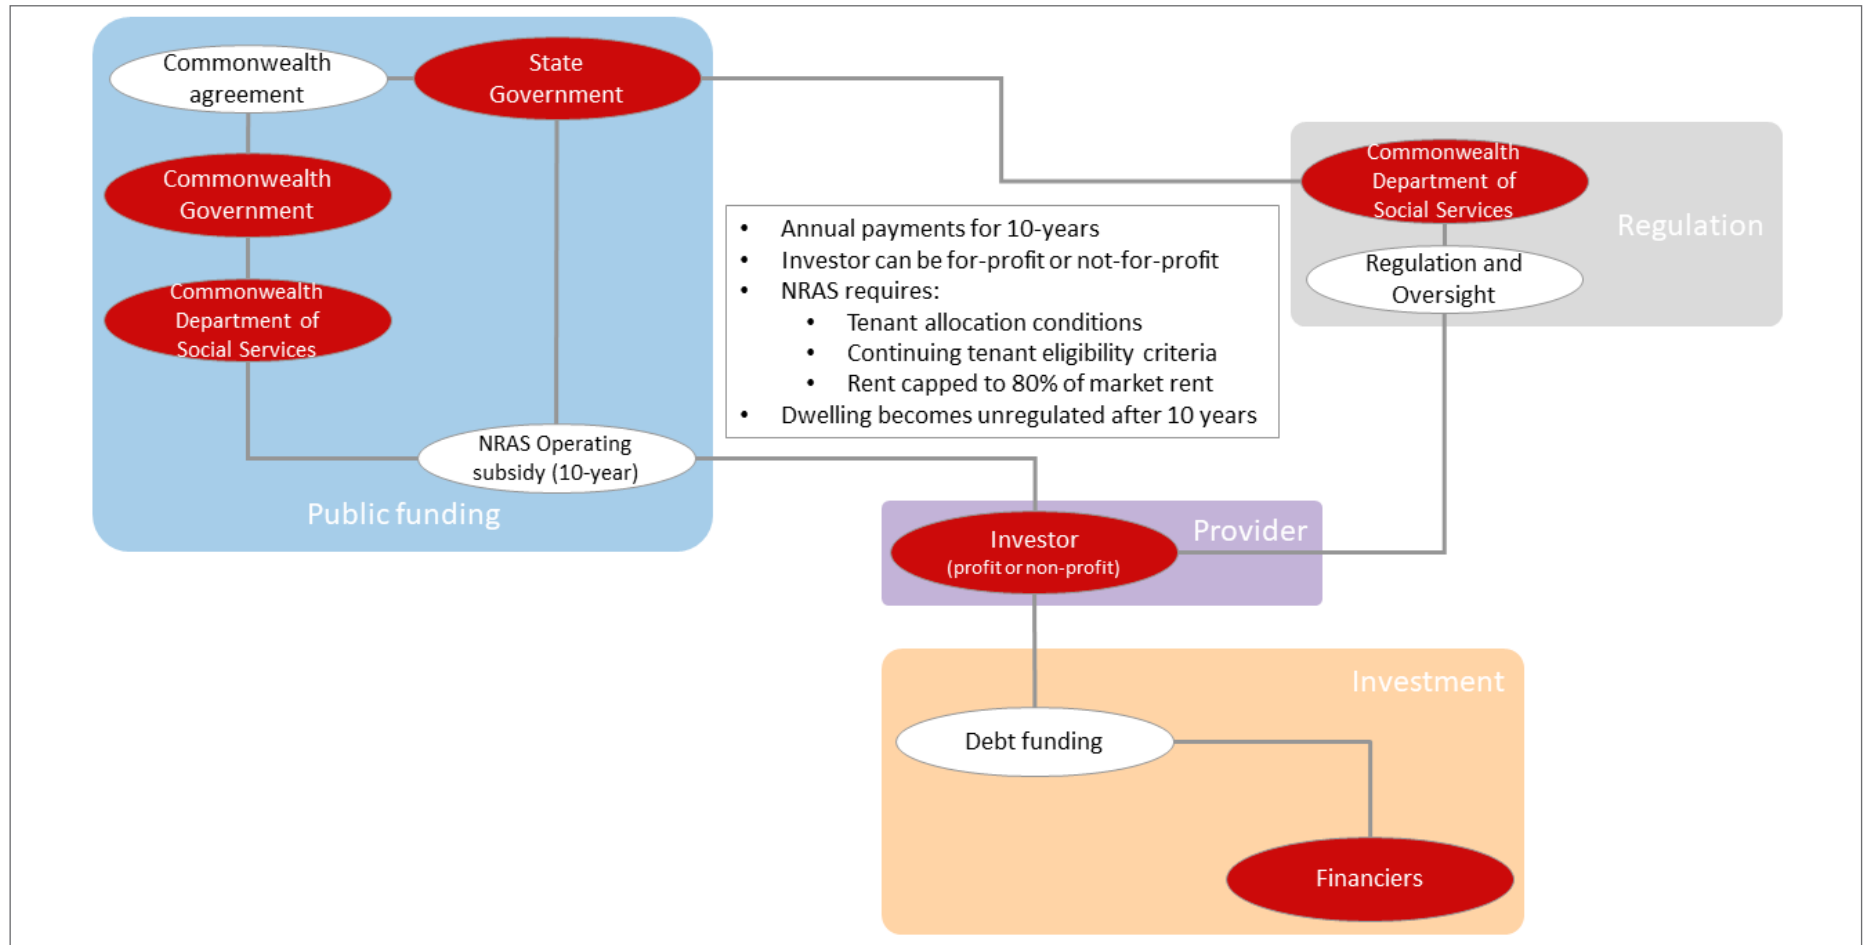 Commonwealth
agreement
State
Government
Commonwealth
Government
Commonwealth
Department of
Social Services
NRAS Operating
subsidy (10-year)
Public funding
• Annual payments for 10-years
• Investor can be for-profit or not-for-profit
• NRAS requires:
• Tenant allocation conditions
• Continuing tenant eligibility criteria
• Rent capped to 80% of market rent
• Dwelling becomes unregulated after 10 years
Commonwealth
Department of
Social Services
Regulation
Regulation and
Oversight
Provider
Investor
(profit or non-profit)
Investment
Debt funding
Financiers